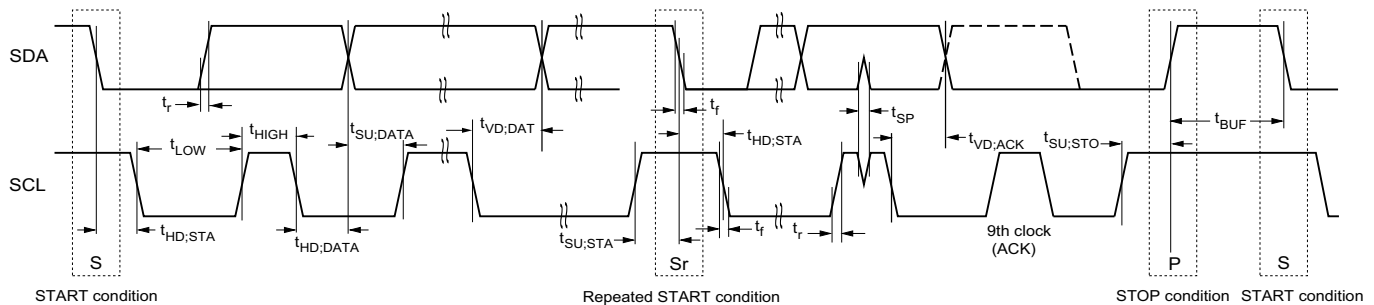 SDA
t_r
t_f
t_SP
t_BUF
t_LOW
t_HIGH
t_SU;DATA
t_VD;DAT
t_HD;STA
t_VD;ACK
t_SU;STO
SCL
t_HD;STA
t_HD;DATA
t_SU;STA
t_f
t_r
9th clock
(ACK)
S
Sr
P
S
START condition
Repeated START condition
STOP condition
START condition